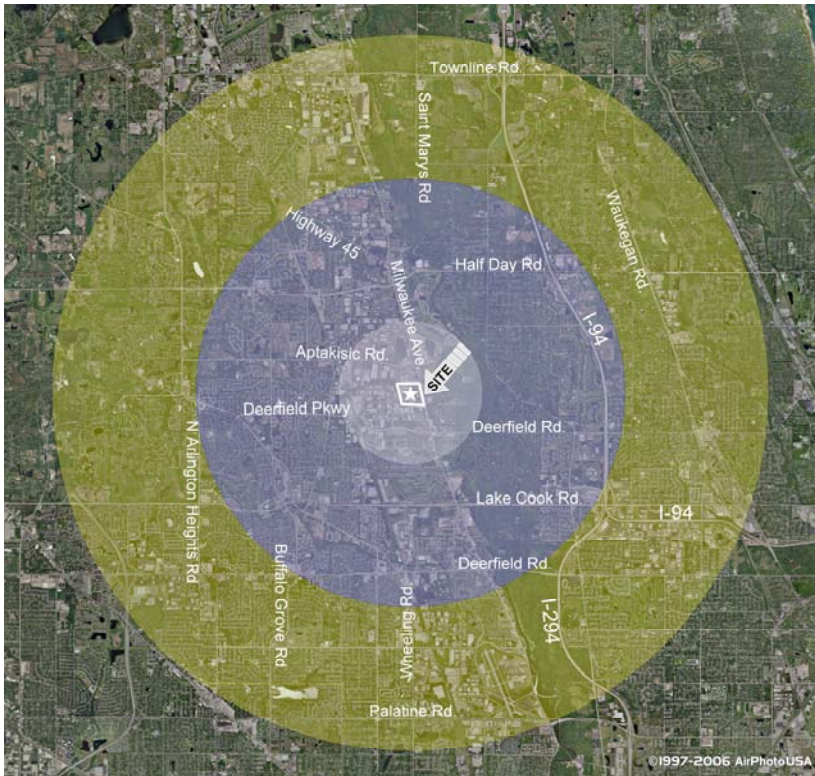 Townline Rd.
Saint Marys Rd
Waukegan Rd.
Highway 45
Half Day Rd.
Milwaukee Ave.
I-94
Aptakisic Rd.
SITE
Deerfield Pkwy
Deerfield Rd.
N Arlington Heights Rd
Lake Cook Rd.
I-94
Buffalo Grove Rd
Deerfield Rd.
Wheeling Rd
I-294
Palatine Rd.
©1997-2006 AirPhotoUSA